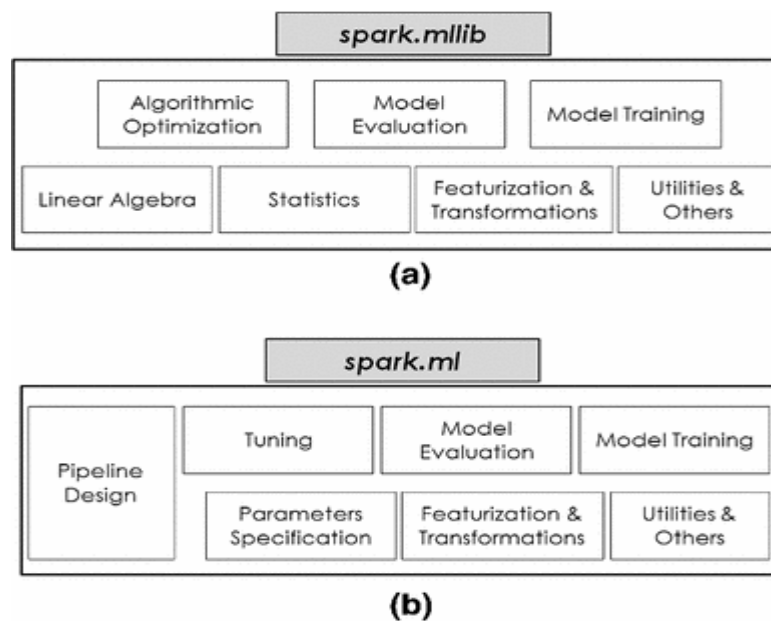 spark.mllib
Algorithmic
Optimization
Model
Evaluation
Model Training
Linear Algebra
Statistics
Featurization &
Transformations
Utilities &
Others
(a)
spark.ml
Pipeline
Design
Tuning
Model
Evaluation
Model Training
Parameters
Specification
Featurization &
Transformations
Utilities &
Others
(b)